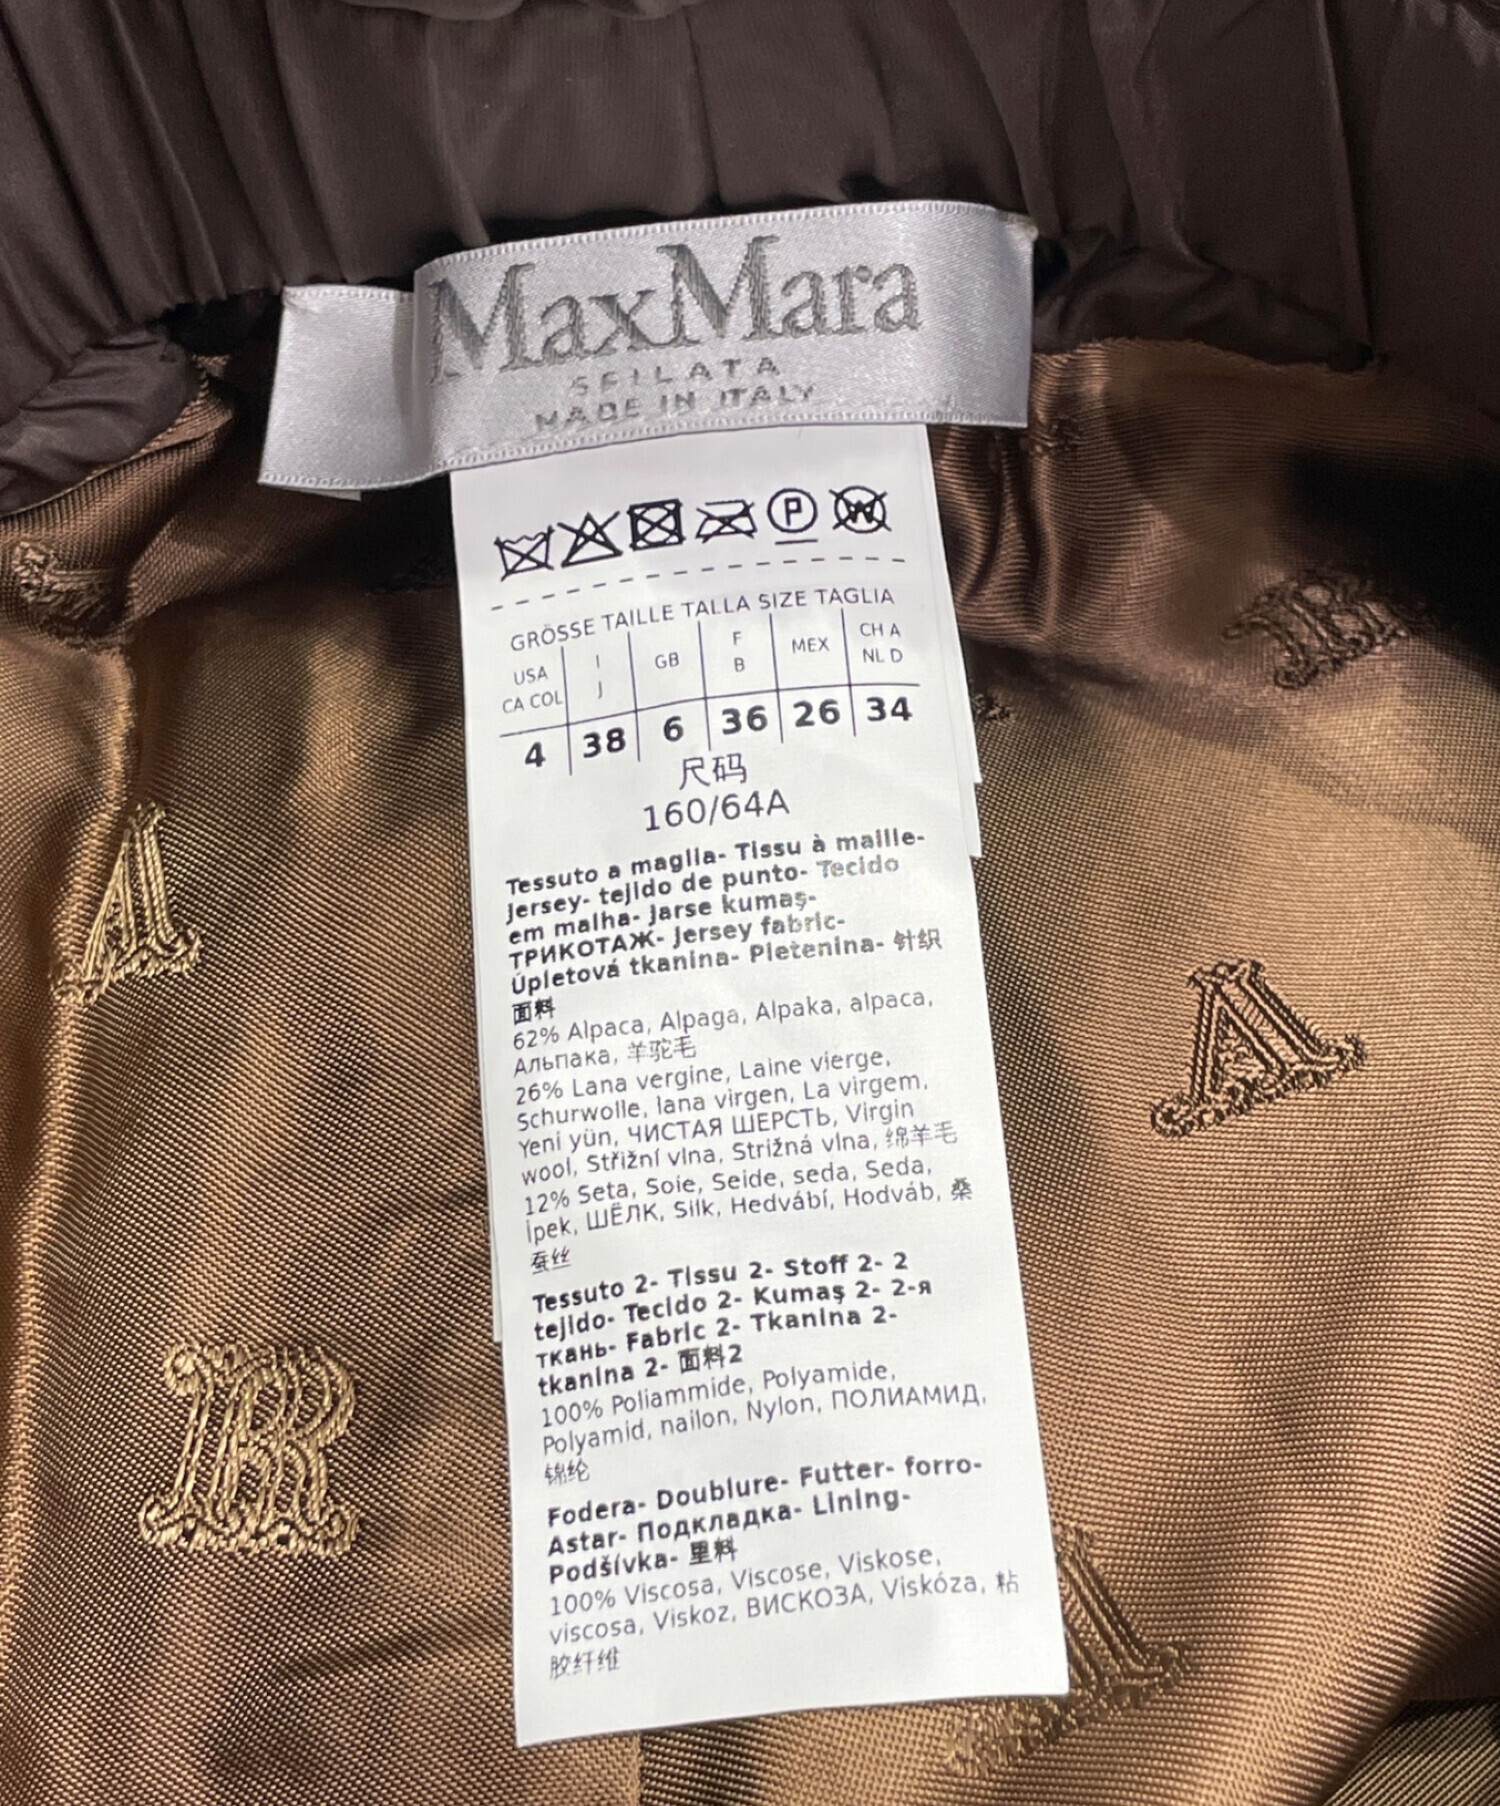 MaxMara
SFILATA
MADE IN ITALY
P W
GRÖSSE TAILLE TALLA SIZE TAGLIA
USA CA COL I J GB F B MEX CH A NL D
4 38 6 36 26 34
尺码
160/64A
Tessuto a maglia- Tissu à maille-
Jersey- tejido de punto- Tecido
em malha- Jarse kumaş-
ТРИКОТАЖ- Jersey fabric-
Úpletová tkanina- Pletenina- 针织
面料
62% Alpaca, Alpaga, Alpaka, alpaca,
Альпака, 羊驼毛
26% Lana vergine, Laine vierge,
Schurwolle, lana virgen, La virgem,
Yeni yün, ЧИСТАЯ ШЕРСТЬ, Virgin
wool, Střižní vlna, Strižná vlna, 绵羊毛
12% Seta, Soie, Seide, seda, Seda,
İpek, ШЁЛК, Silk, Hedvábí, Hodváb, 桑
蚕丝
Tessuto 2- Tissu 2- Stoff 2- 2
tejido- Tecido 2- Kumaş 2- 2-я
ткань- Fabric 2- Tkanina 2-
tkanina 2- 面料2
100% Poliammide, Polyamide,
Polyamid, nailon, Nylon, ПОЛИАМИД,
锦纶
Fodera- Doublure- Futter- forro-
Astar- Подкладка- Lining-
Podšívka- 里料
100% Viscosa, Viscose, Viskose,
viscosa, Viskoz, ВИСКОЗА, Viskóza, 粘
胶纤维